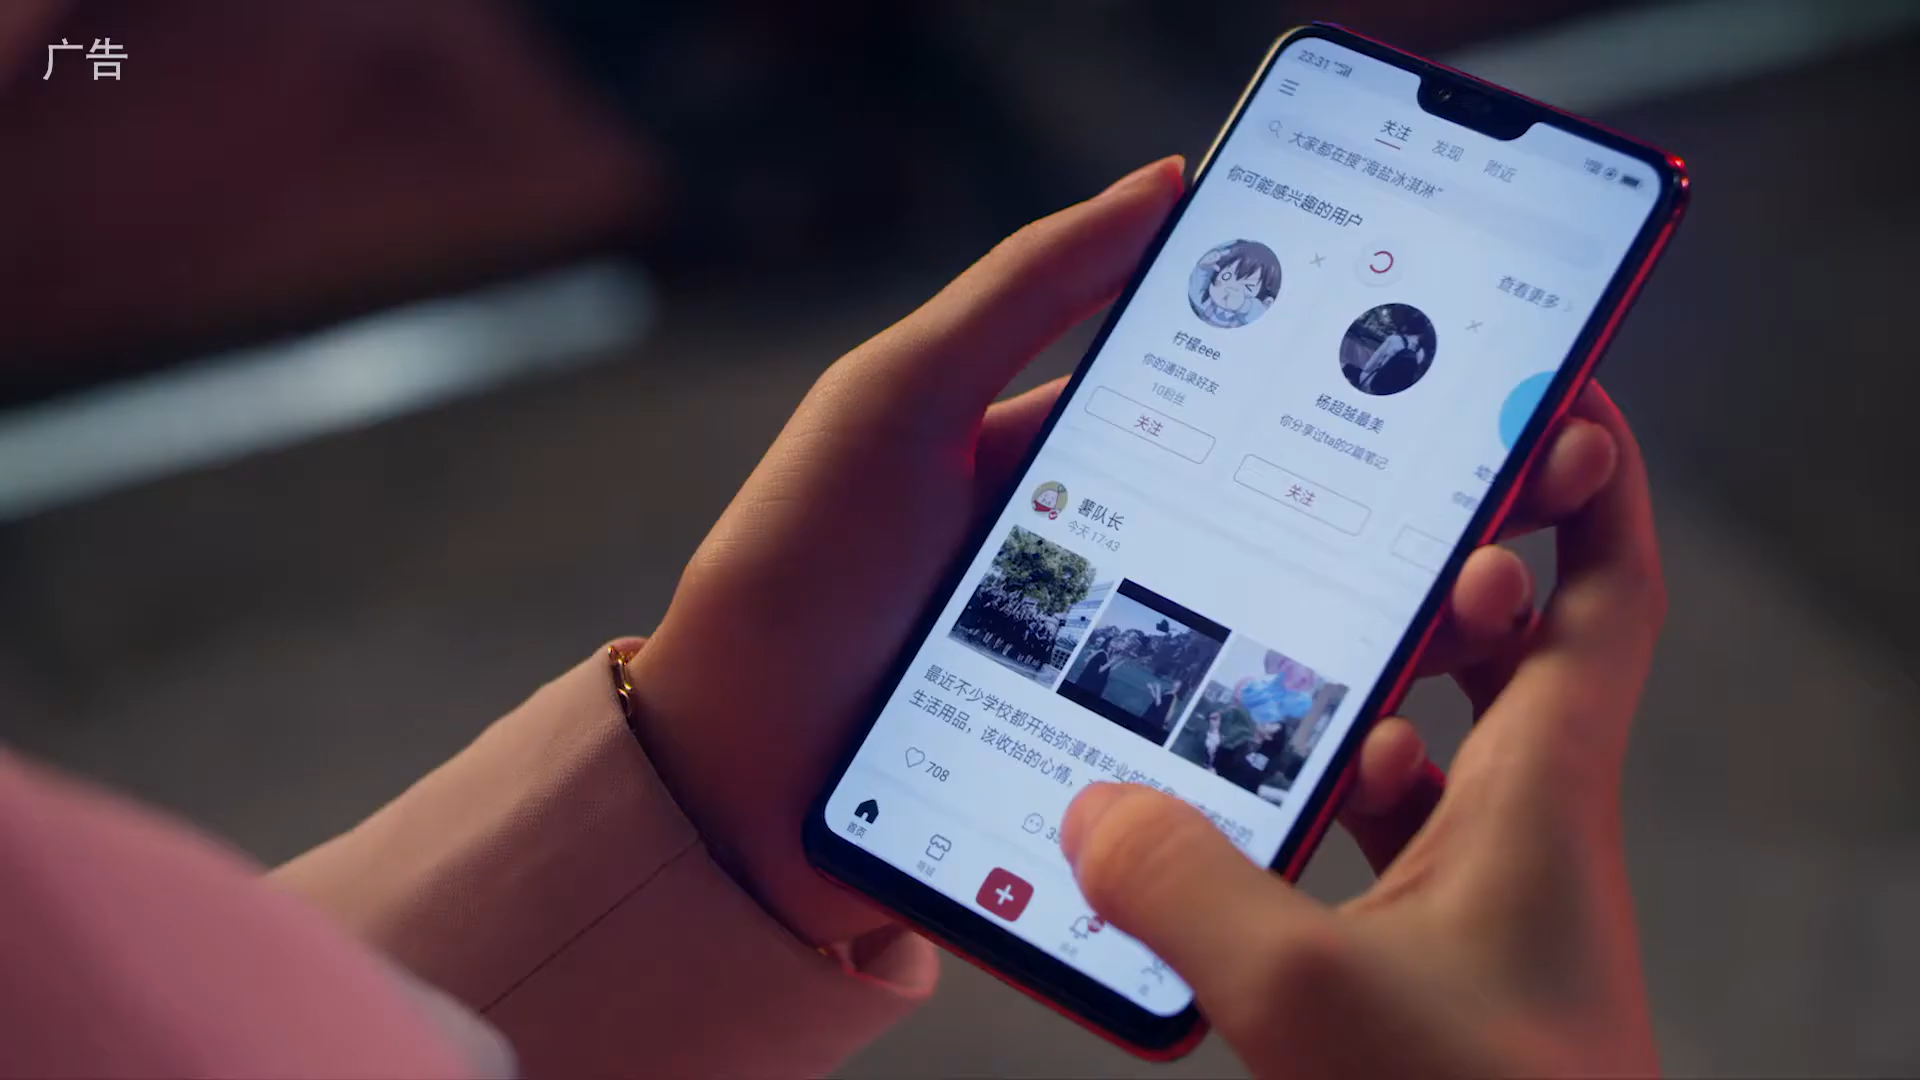 广告
23:31
关注 发现 附近
大家都在搜“海盐冰淇淋”
你可能感兴趣的用户
查看更多
柠檬eee
你的通讯录好友
10粉丝
关注
杨超越最美
你分享过ta的2篇笔记
关注
薯队长
今天 17:43
最近不少学校都开始弥漫着毕业的
生活用品，该收拾的心情，
708
首页
商城